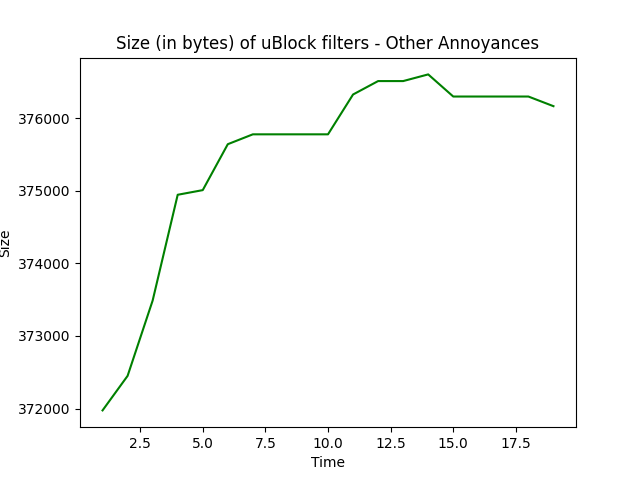 Size (in bytes) of uBlock filters - Other Annoyances
376000
375000
374000
373000
372000
Size
2.5 5.0 7.5 10.0 12.5 15.0 17.5
Time